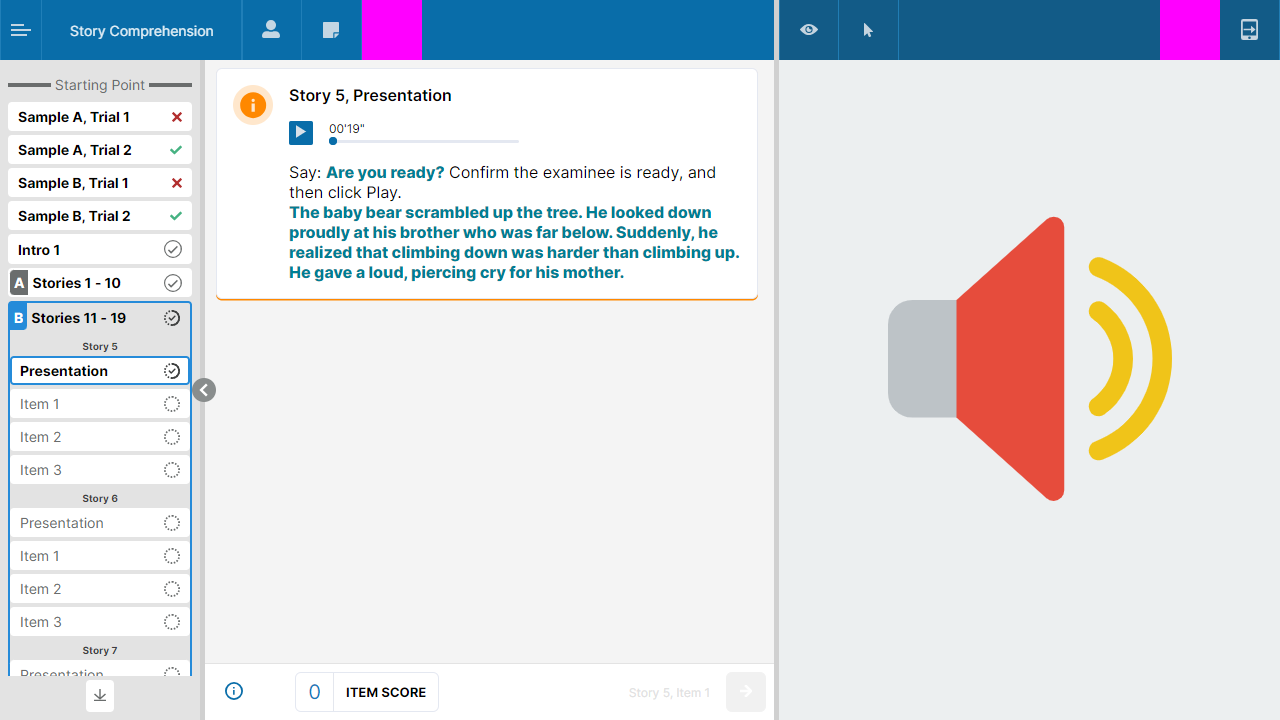 Story Comprehension
Starting Point
Sample A, Trial 1
Sample A, Trial 2
Sample B, Trial 1
Sample B, Trial 2
Intro 1
A Stories 1 - 10
B Stories 11 - 19
Story 5
Presentation
Item 1
Item 2
Item 3
Story 6
Presentation
Item 1
Item 2
Item 3
Story 7
Presentation
Story 5, Presentation
00'19"
Say: Are you ready? Confirm the examinee is ready, and
then click Play.
The baby bear scrambled up the tree. He looked down
proudly at his brother who was far below. Suddenly, he
realized that climbing down was harder than climbing up.
He gave a loud, piercing cry for his mother.
0 ITEM SCORE
Story 5, Item 1